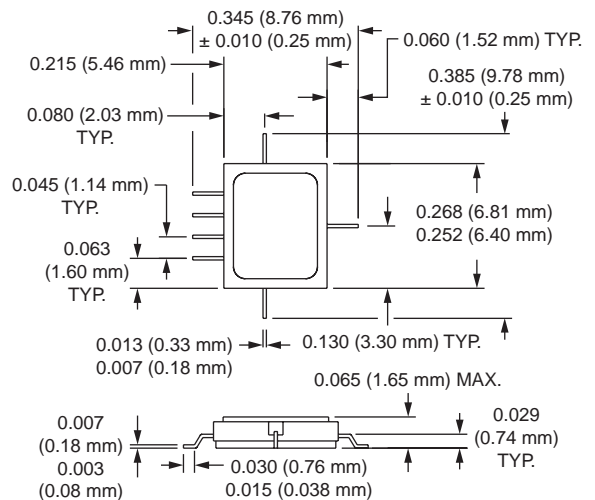 0.345 (8.76 mm)
± 0.010 (0.25 mm)
0.060 (1.52 mm) TYP.
0.215 (5.46 mm)
0.385 (9.78 mm)
± 0.010 (0.25 mm)
0.080 (2.03 mm)
TYP.
0.045 (1.14 mm)
TYP.
0.268 (6.81 mm)
0.252 (6.40 mm)
0.063
(1.60 mm)
TYP.
0.013 (0.33 mm)
0.007 (0.18 mm)
0.130 (3.30 mm) TYP.
0.065 (1.65 mm) MAX.
0.007
(0.18 mm)
0.003
(0.08 mm)
0.030 (0.76 mm)
0.015 (0.038 mm)
0.029
(0.74 mm)
TYP.